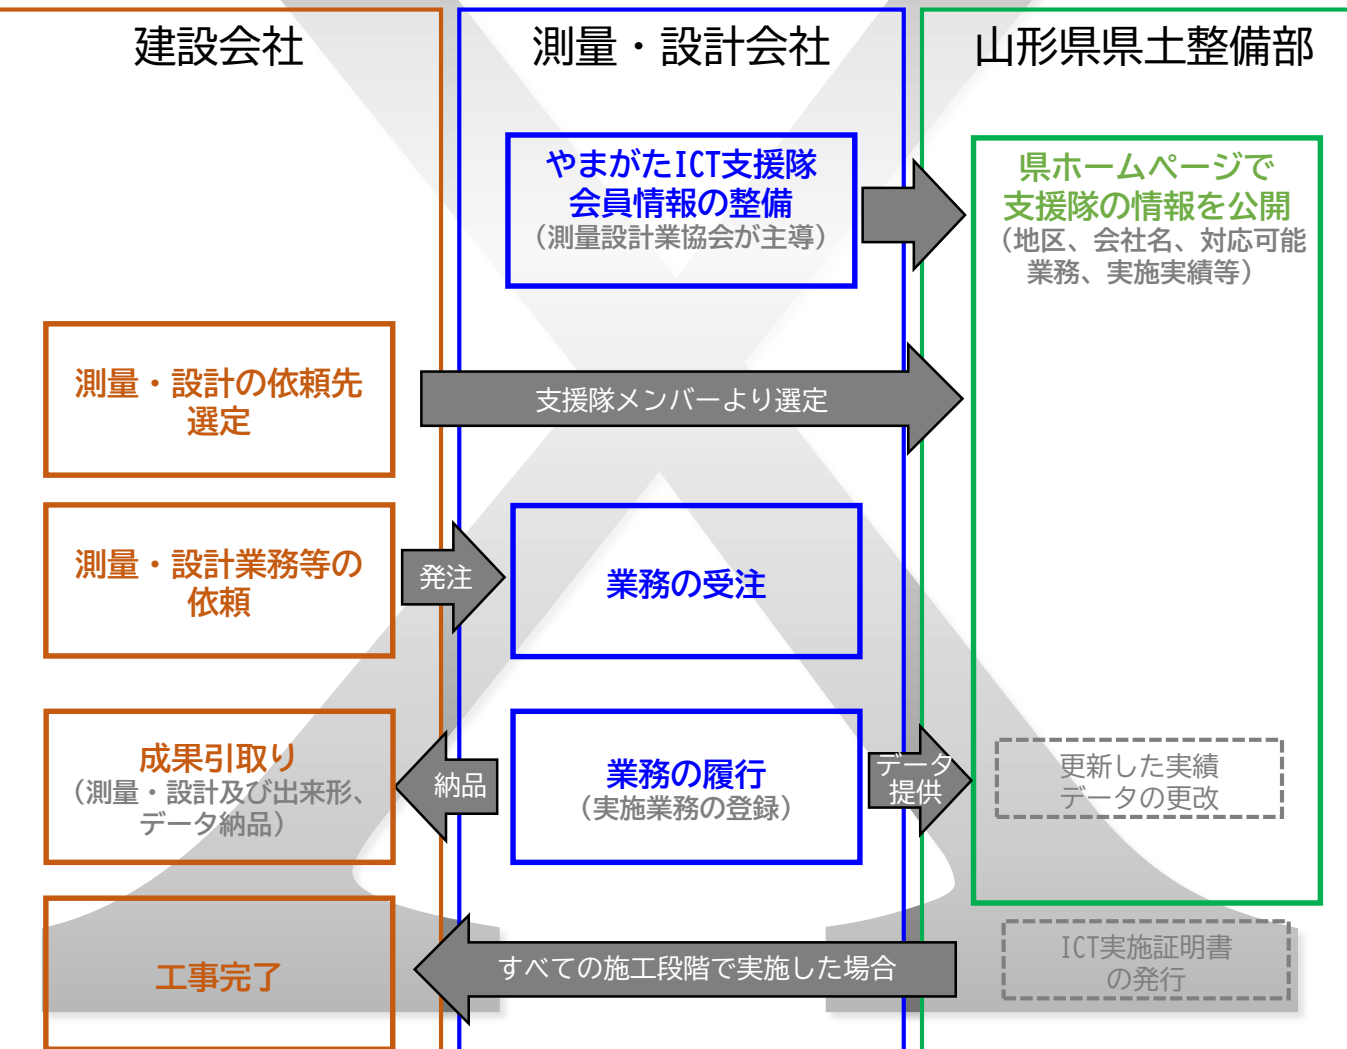 建設会社
測量・設計会社
山形県県土整備部
やまがたICT支援隊
会員情報の整備
（測量設計業協会が主導）
県ホームページで
支援隊の情報を公開
（地区、会社名、対応可能
業務、実施実績等）
測量・設計の依頼先
選定
支援隊メンバーより選定
測量・設計業務等の
依頼
発注
業務の受注
成果引取り
（測量・設計及び出来形、
データ納品）
納品
業務の履行
（実施業務の登録）
データ
提供
更新した実績
データの更改
工事完了
すべての施工段階で実施した場合
ICT実施証明書
の発行